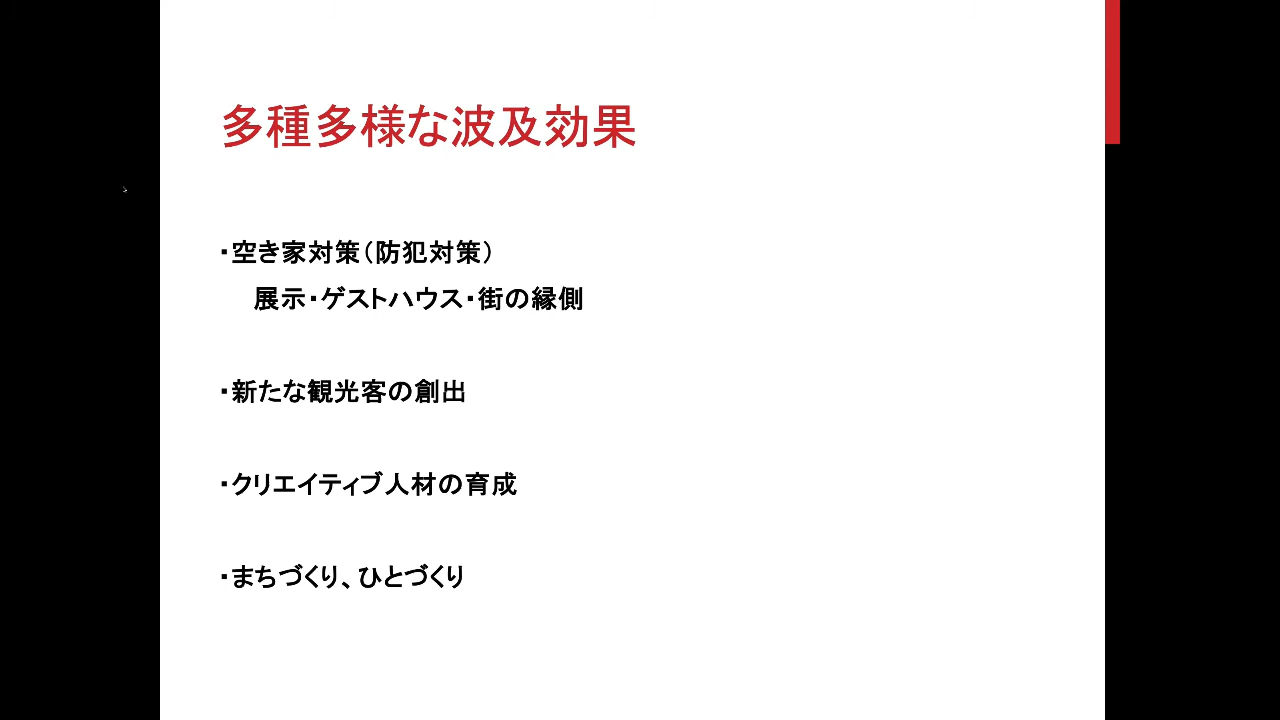 多種多様な波及効果
・空き家対策（防犯対策）
展示・ゲストハウス・街の縁側
・新たな観光客の創出
・クリエイティブ人材の育成
・まちづくり、ひとづくり